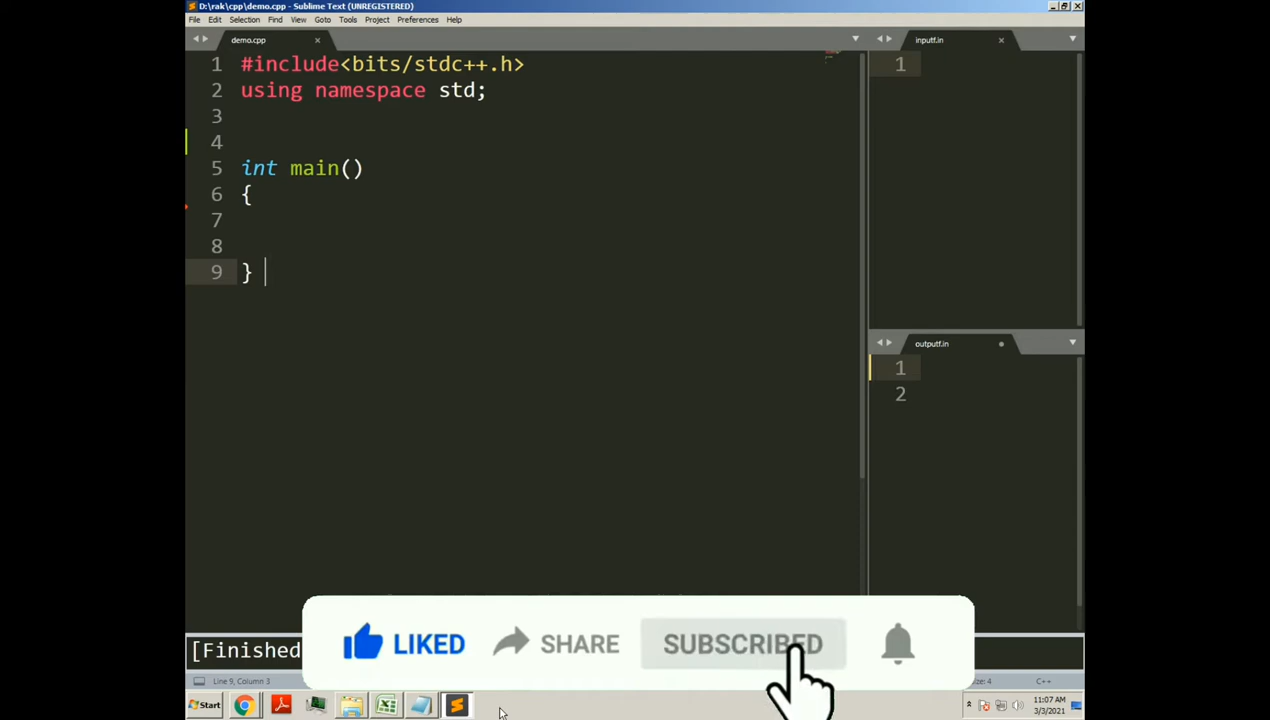 D:\rak\cpp\demo.cpp - Sublime Text (UNREGISTERED)
File Edit Selection Find View Goto Tools Project Preferences Help
demo.cpp
1 #include<bits/stdc++.h>
2 using namespace std;
3
4
5 int main()
6 {
7
8
9 }
inputf.in
1
outputf.in
1
2
[Finished
LIKED SHARE SUBSCRIBED
Line 9, Column 3
ze: 4 C++
Start
11:07 AM
3/3/2021